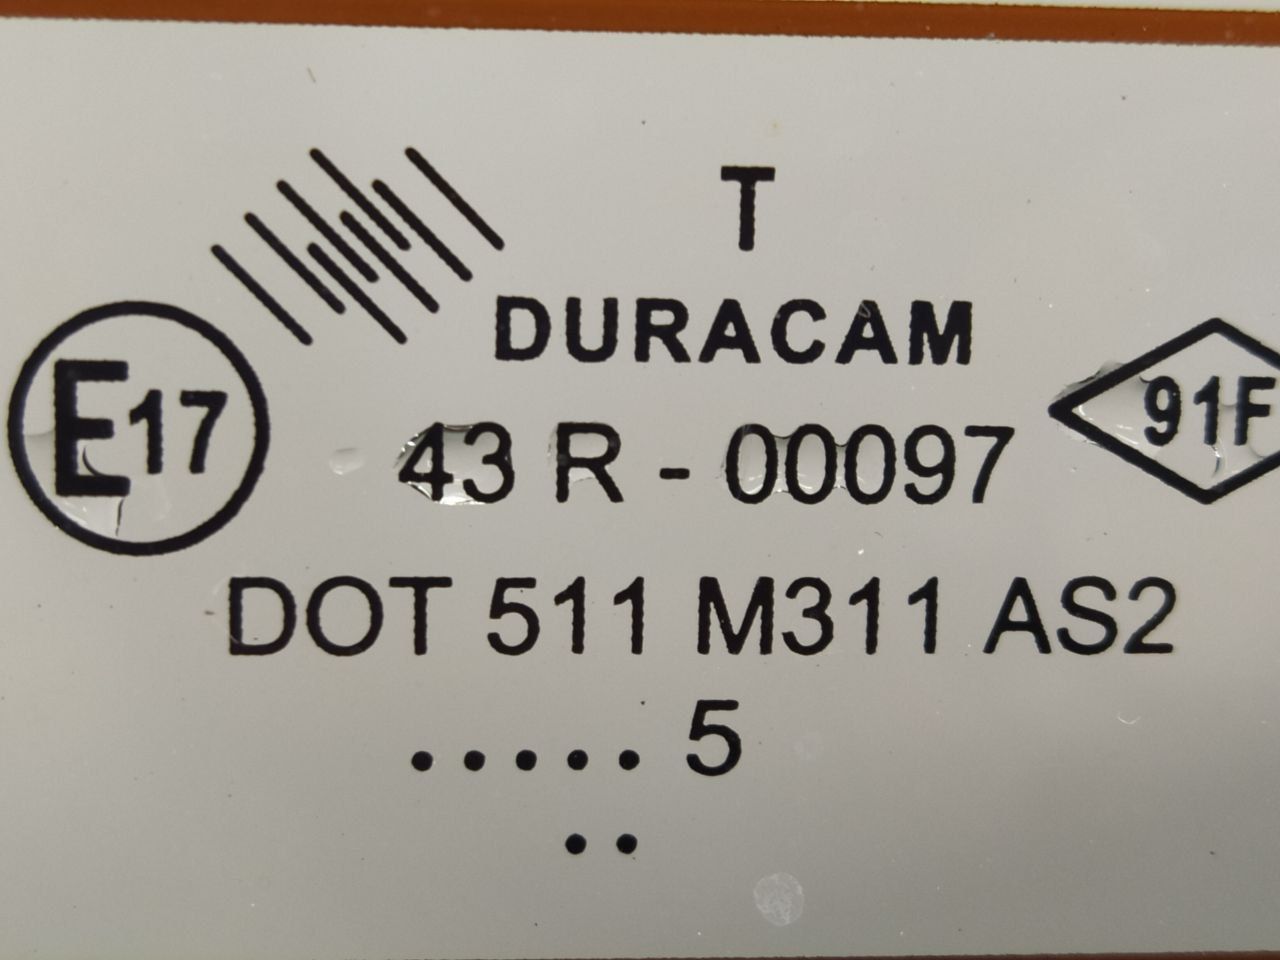 T
DURACAM
E17
43 R - 00097
91F
DOT 511 M311 AS2
..... 5
..